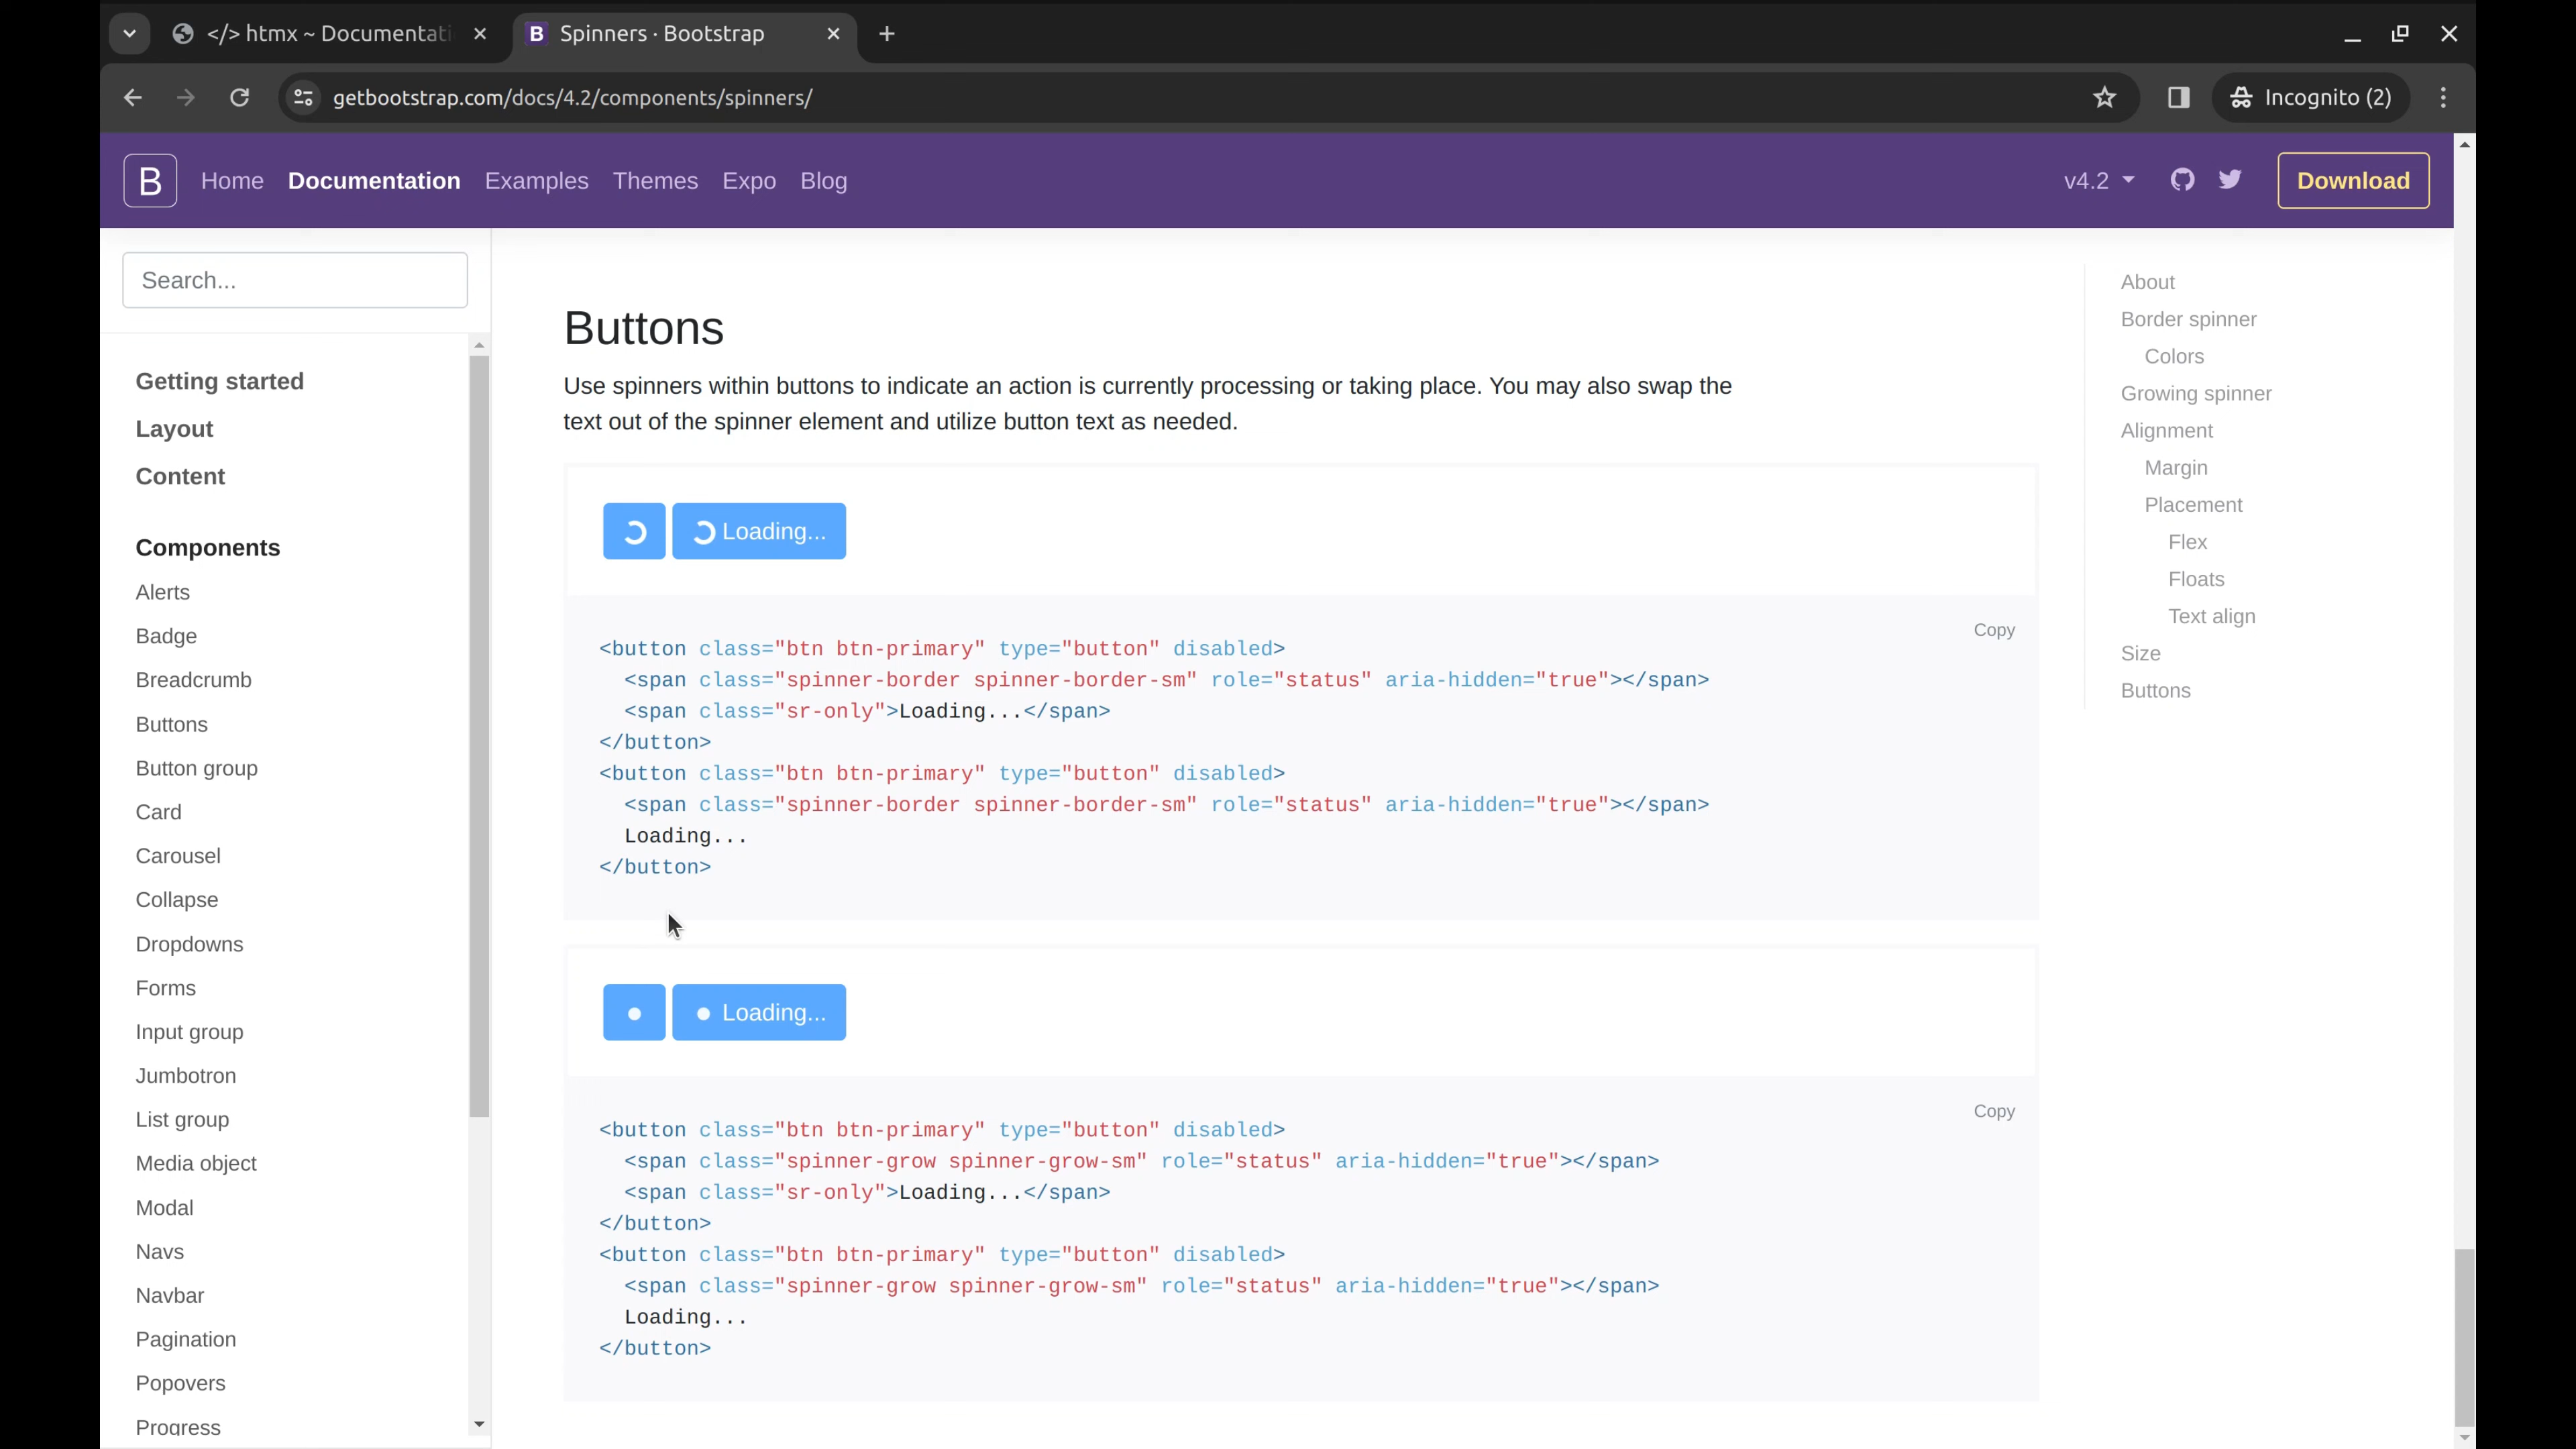 </> htmx ~ Documentati
Spinners · Bootstrap
getbootstrap.com/docs/4.2/components/spinners/
Incognito (2)
B Home Documentation Examples Themes Expo Blog
v4.2
Download
Search...
Getting started
Layout
Content
Components
Alerts
Badge
Breadcrumb
Buttons
Button group
Card
Carousel
Collapse
Dropdowns
Forms
Input group
Jumbotron
List group
Media object
Modal
Navs
Navbar
Pagination
Popovers
Progress
Buttons
Use spinners within buttons to indicate an action is currently processing or taking place. You may also swap the
text out of the spinner element and utilize button text as needed.
Loading...
Copy
<button class="btn btn-primary" type="button" disabled>
  <span class="spinner-border spinner-border-sm" role="status" aria-hidden="true"></span>
  <span class="sr-only">Loading...</span>
</button>
<button class="btn btn-primary" type="button" disabled>
  <span class="spinner-border spinner-border-sm" role="status" aria-hidden="true"></span>
  Loading...
</button>
Loading...
Copy
<button class="btn btn-primary" type="button" disabled>
  <span class="spinner-grow spinner-grow-sm" role="status" aria-hidden="true"></span>
  <span class="sr-only">Loading...</span>
</button>
<button class="btn btn-primary" type="button" disabled>
  <span class="spinner-grow spinner-grow-sm" role="status" aria-hidden="true"></span>
  Loading...
</button>
About
Border spinner
Colors
Growing spinner
Alignment
Margin
Placement
Flex
Floats
Text align
Size
Buttons